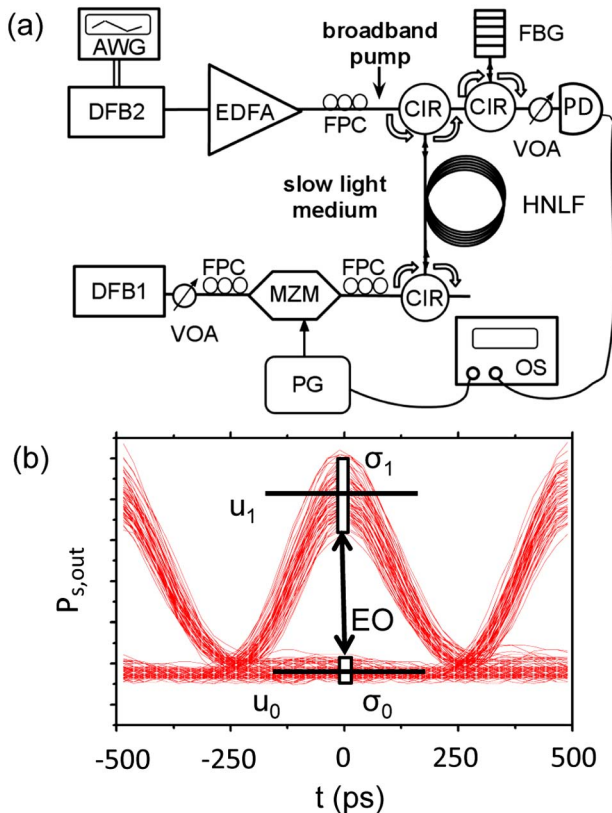 (a)
AWG
DFB2
EDFA
FPC
broadband
pump
CIR
CIR
FBG
VOA
PD
slow light
medium
HNLF
DFB1
VOA
FPC
MZM
FPC
CIR
PG
OS
(b)
P_s,out
σ₁
u₁
EO
u₀
σ₀
-500
-250
0
250
500
t (ps)